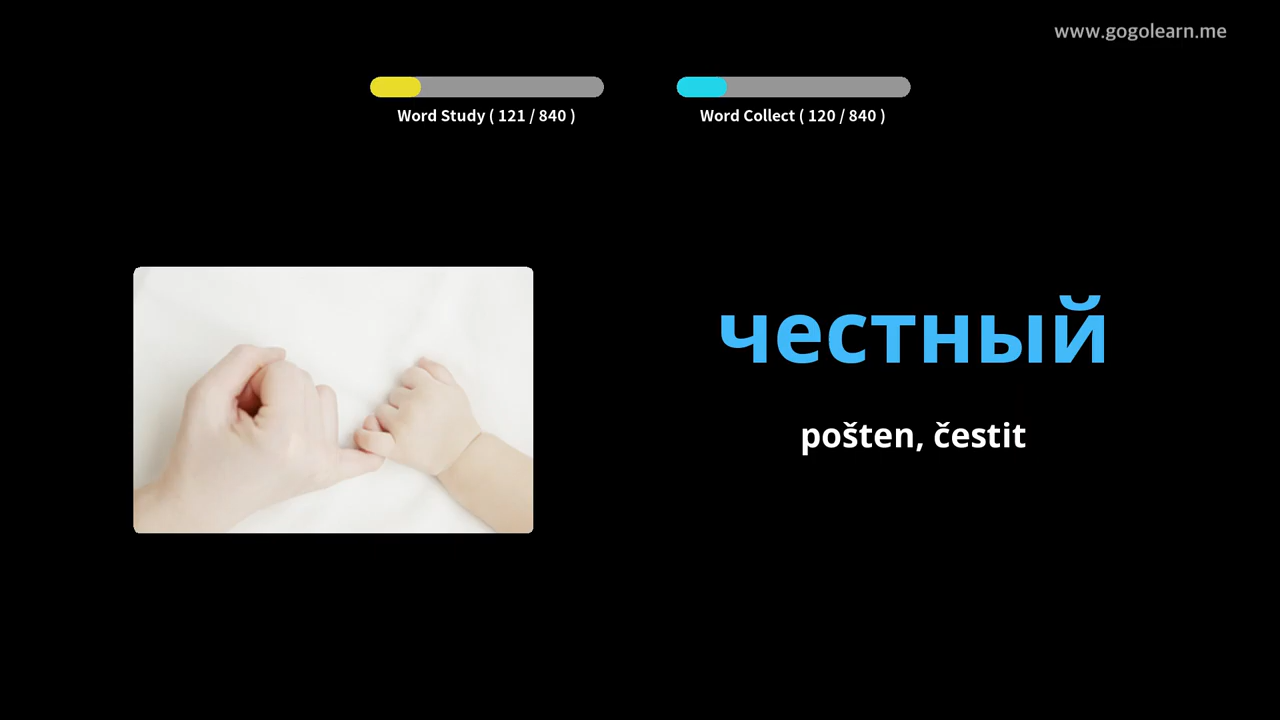 www.gogolearn.me
Word Study ( 121 / 840 )
Word Collect ( 120 / 840 )
честный
pošten, čestit